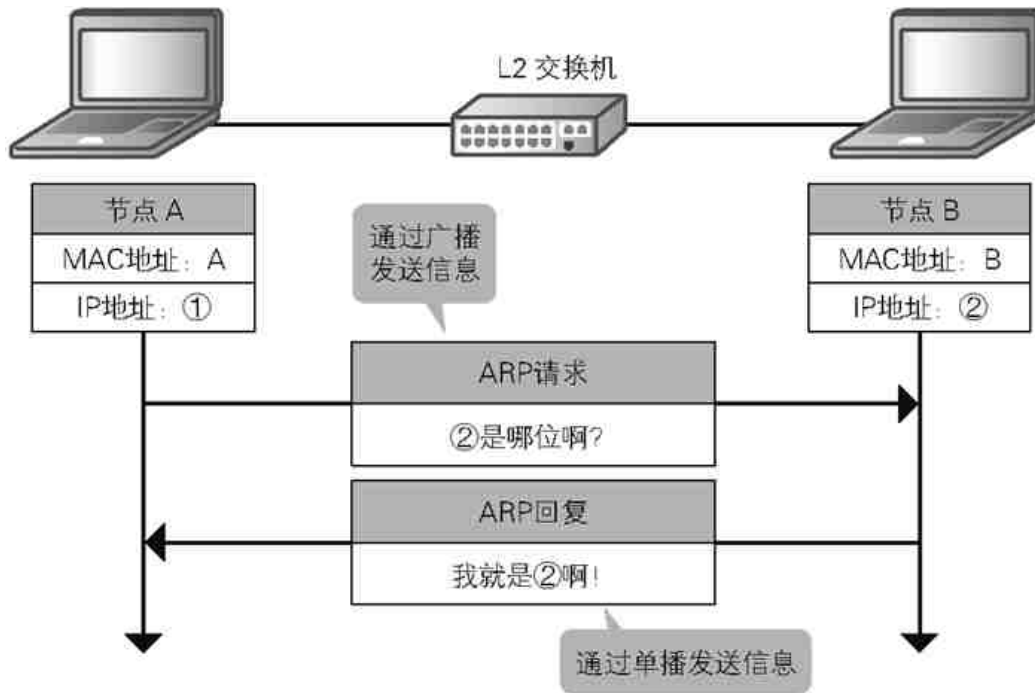 L2 交换机
节点 A
MAC地址：A
IP地址：①
节点 B
MAC地址：B
IP地址：②
通过广播
发送信息
ARP请求
②是哪位啊？
ARP回复
我就是②啊！
通过单播发送信息